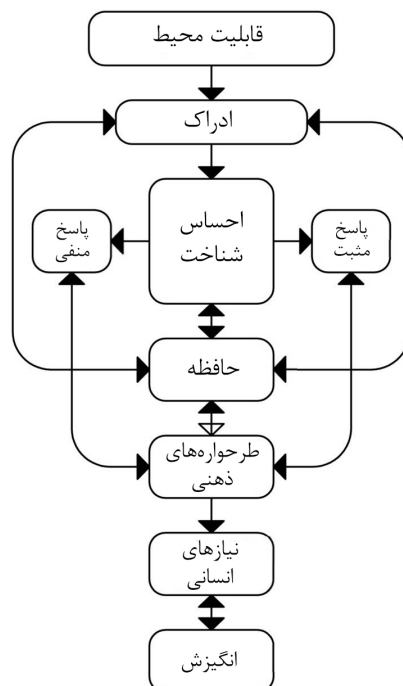 قابلیت محیط
ادراک
احساس
شناخت
پاسخ
مثبت
پاسخ
منفی
حافظه
طرحواره‌های
ذهنی
نیازهای
انسانی
انگیزش